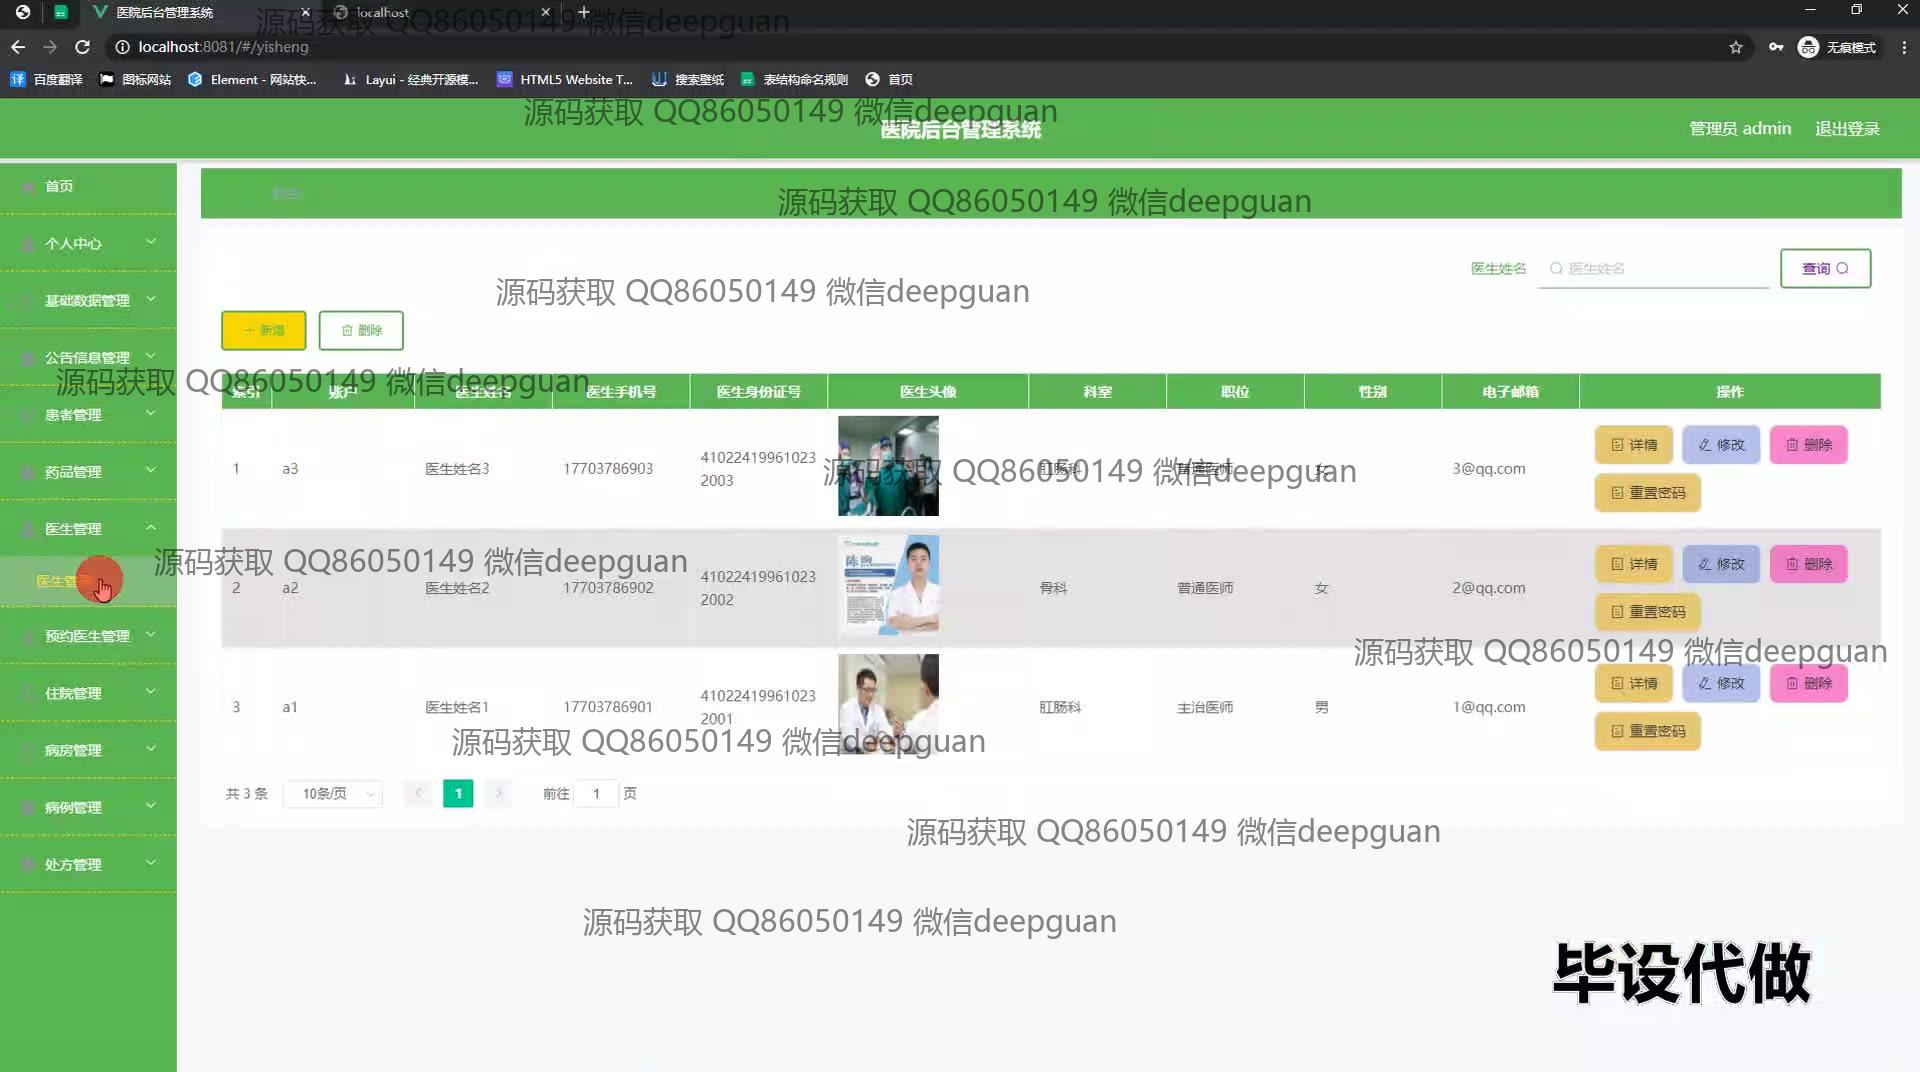 医院后台管理系统
localhost
localhost:8081/#/yisheng
无痕模式
百度翻译
图标网站
Element - 网站快...
Layui - 经典开源模...
HTML5 Website T...
搜索壁纸
表结构命名规则
首页
源码获取 QQ86050149 微信deepguan
源码获取 QQ86050149 微信deepguan
医院后台管理系统
管理员 admin
退出登录
首页
个人中心
基础数据管理
公告信息管理
患者管理
药品管理
医生管理
预约医生管理
住院管理
病房管理
病例管理
处方管理
源码获取 QQ86050149 微信deepguan
医生姓名
医生姓名
查询
源码获取 QQ86050149 微信deepguan
新增
删除
源码获取 QQ86050149 微信deepguan
索引 账户 医生姓名 医生手机号 医生身份证号 医生头像 科室 职位 性别 电子邮箱 操作
1 a3 医生姓名3 17703786903 41022419961023 肛肠科 普通医师 女 3@qq.com 详情 修改 删除
2003
重置密码
源码获取 QQ86050149 微信deepguan
源码获取 QQ86050149 微信deepguan
陈煦
2 a2 医生姓名2 17703786902 41022419961023 骨科 普通医师 女 2@qq.com 详情 修改 删除
2002
重置密码
源码获取 QQ86050149 微信deepguan
3 a1 医生姓名1 17703786901 41022419961023 肛肠科 主治医师 男 1@qq.com 详情 修改 删除
2001
重置密码
源码获取 QQ86050149 微信deepguan
共 3 条 10条/页 1 前往 1 页
源码获取 QQ86050149 微信deepguan
源码获取 QQ86050149 微信deepguan
毕设代做